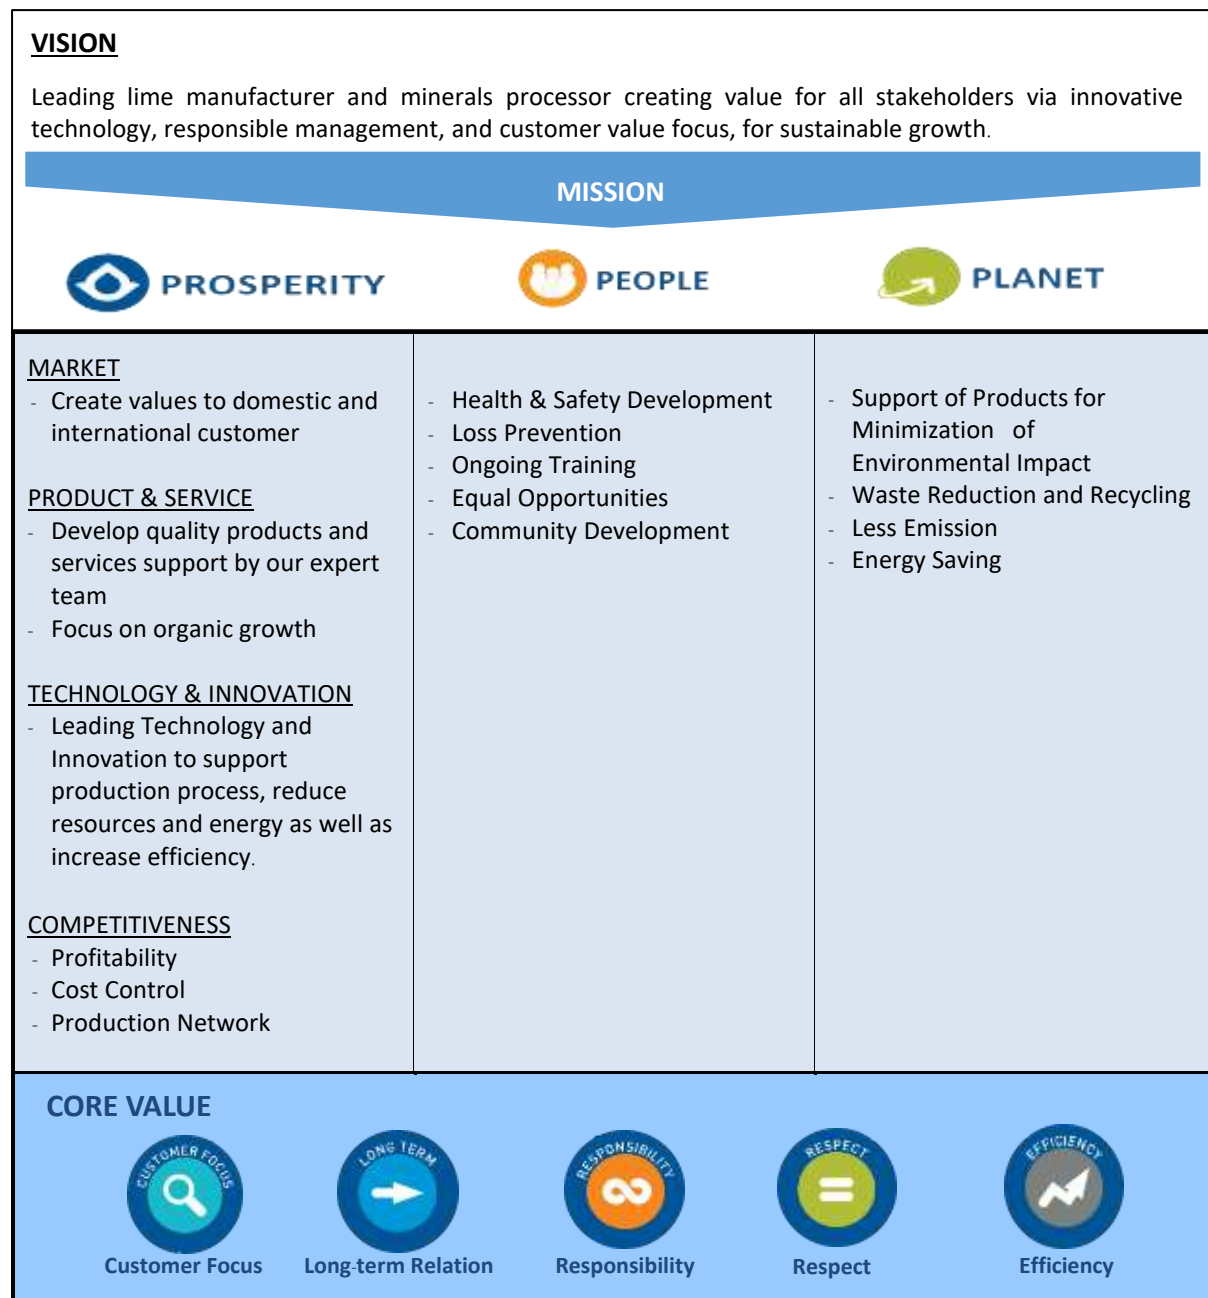 VISION
Leading lime manufacturer and minerals processor creating value for all stakeholders via innovative
technology, responsible management, and customer value focus, for sustainable growth.
MISSION
PROSPERITY
PEOPLE
PLANET
MARKET
- Create values to domestic and
international customer
PRODUCT & SERVICE
- Develop quality products and
services support by our expert
team
- Focus on organic growth
TECHNOLOGY & INNOVATION
- Leading Technology and
Innovation to support
production process, reduce
resources and energy as well as
increase efficiency.
COMPETITIVENESS
- Profitability
- Cost Control
- Production Network
- Health & Safety Development
- Loss Prevention
- Ongoing Training
- Equal Opportunities
- Community Development
- Support of Products for
Minimization of
Environmental Impact
- Waste Reduction and Recycling
- Less Emission
- Energy Saving
CORE VALUE
CUSTOMER FOCUS
LONG TERM
RESPONSIBILITY
RESPECT
EFFICIENCY
Customer Focus
Long-term Relation
Responsibility
Respect
Efficiency